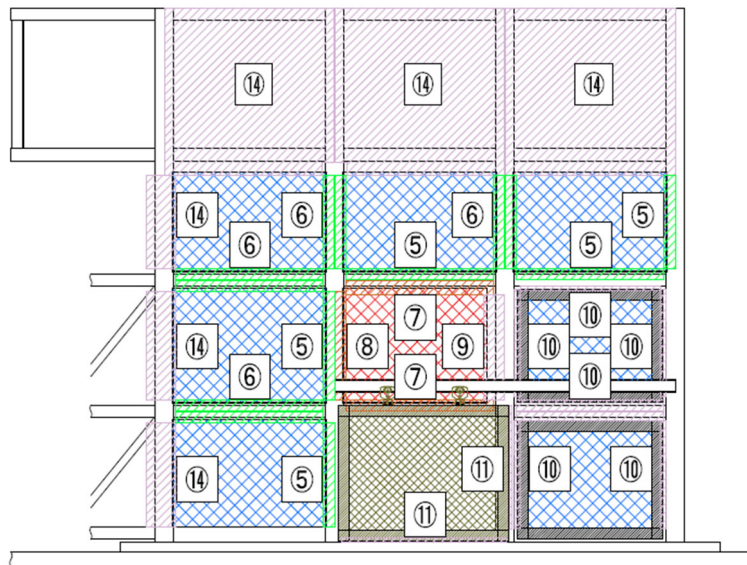 ⑭ ⑭ ⑭
⑭ ⑥ ⑥ ⑤
⑥ ⑤ ⑤
⑩
⑦
⑭ ⑤ ⑧ ⑨ ⑩ ⑩
⑥ ⑦ ⑩
⑭ ⑤ ⑪ ⑩ ⑩
⑪